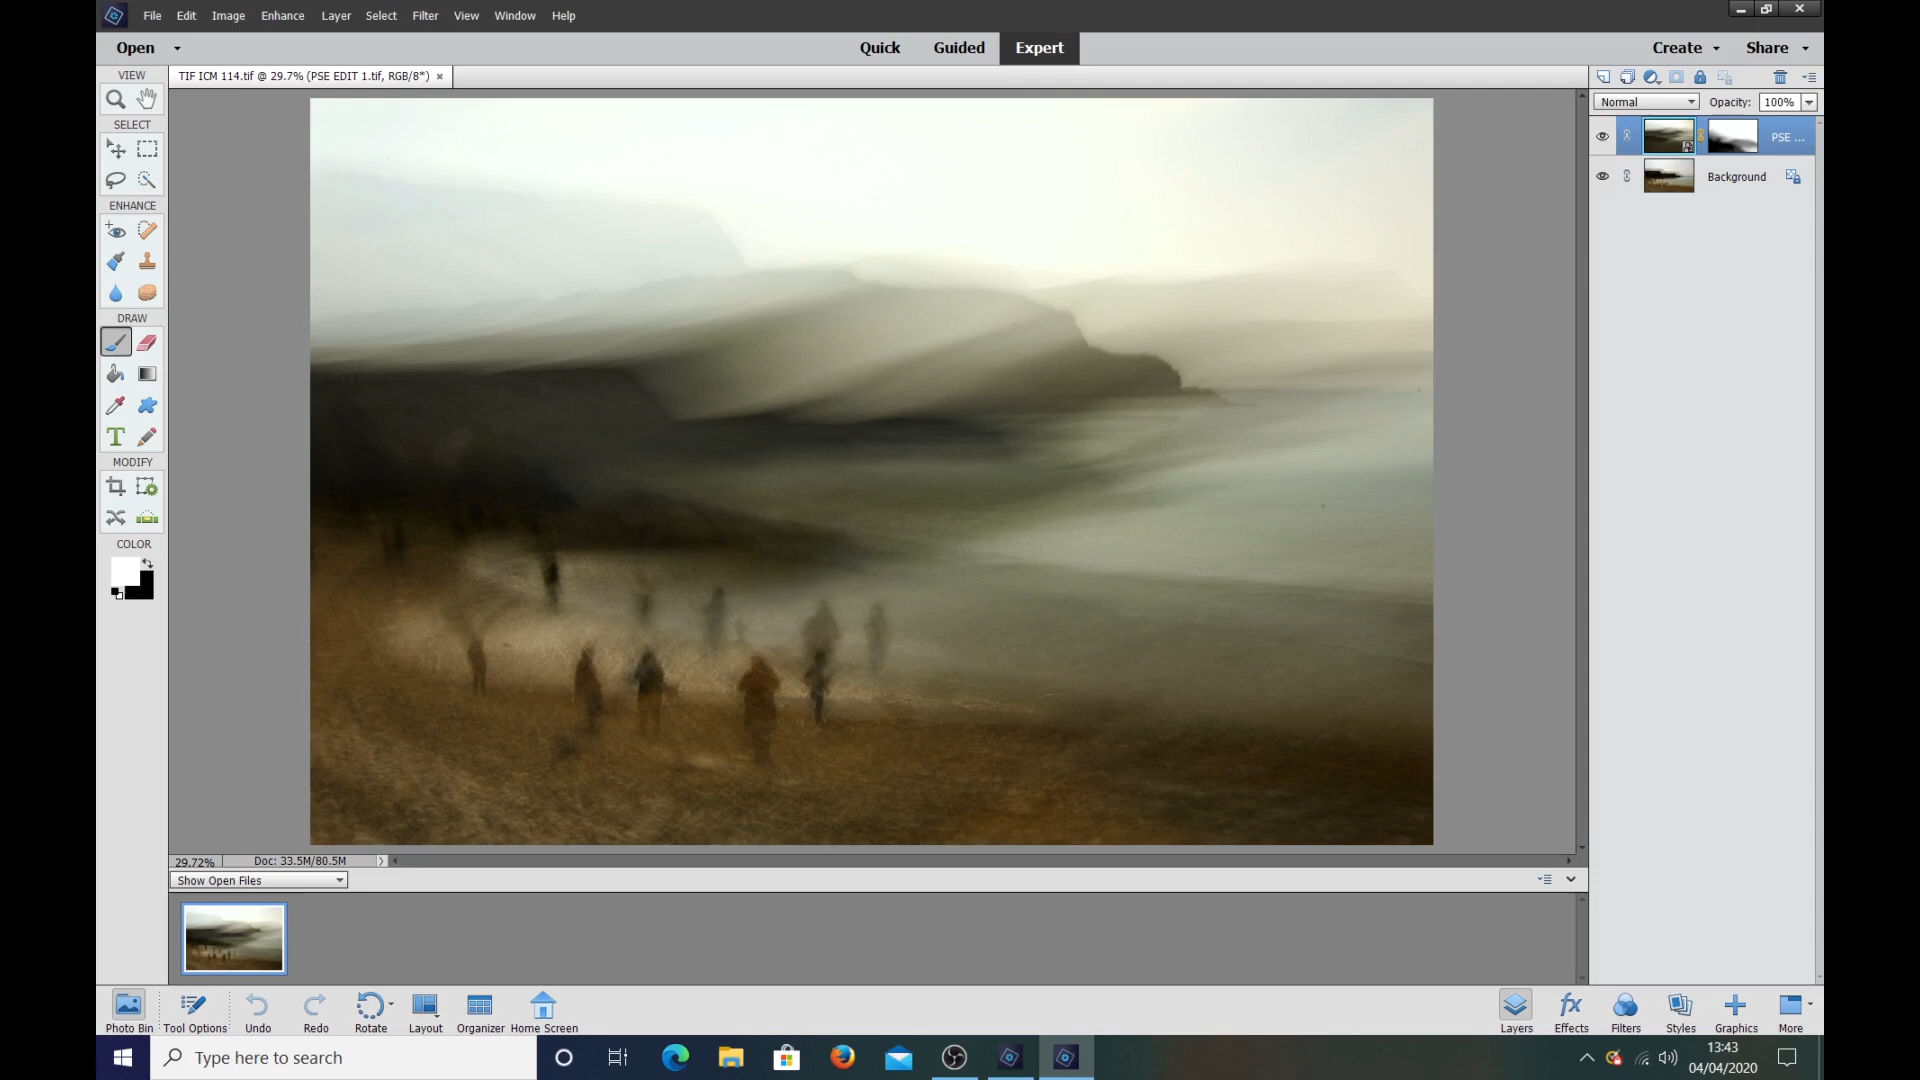 File Edit Image Enhance Layer Select Filter View Window Help
Open Quick Guided Expert Create Share
VIEW TIF ICM 114.tif @ 29.7% (PSE EDIT 1.tif, RGB/8*) ×
Normal Opacity: 100%
SELECT
PSE ...
Background
ENHANCE
DRAW
T
MODIFY
COLOR
29.72% Doc: 33.5M/80.5M
Show Open Files
Photo Bin Tool Options Undo Redo Rotate Layout Organizer Home Screen Layers fx Effects Filters Styles Graphics More
Type here to search
13:43
04/04/2020